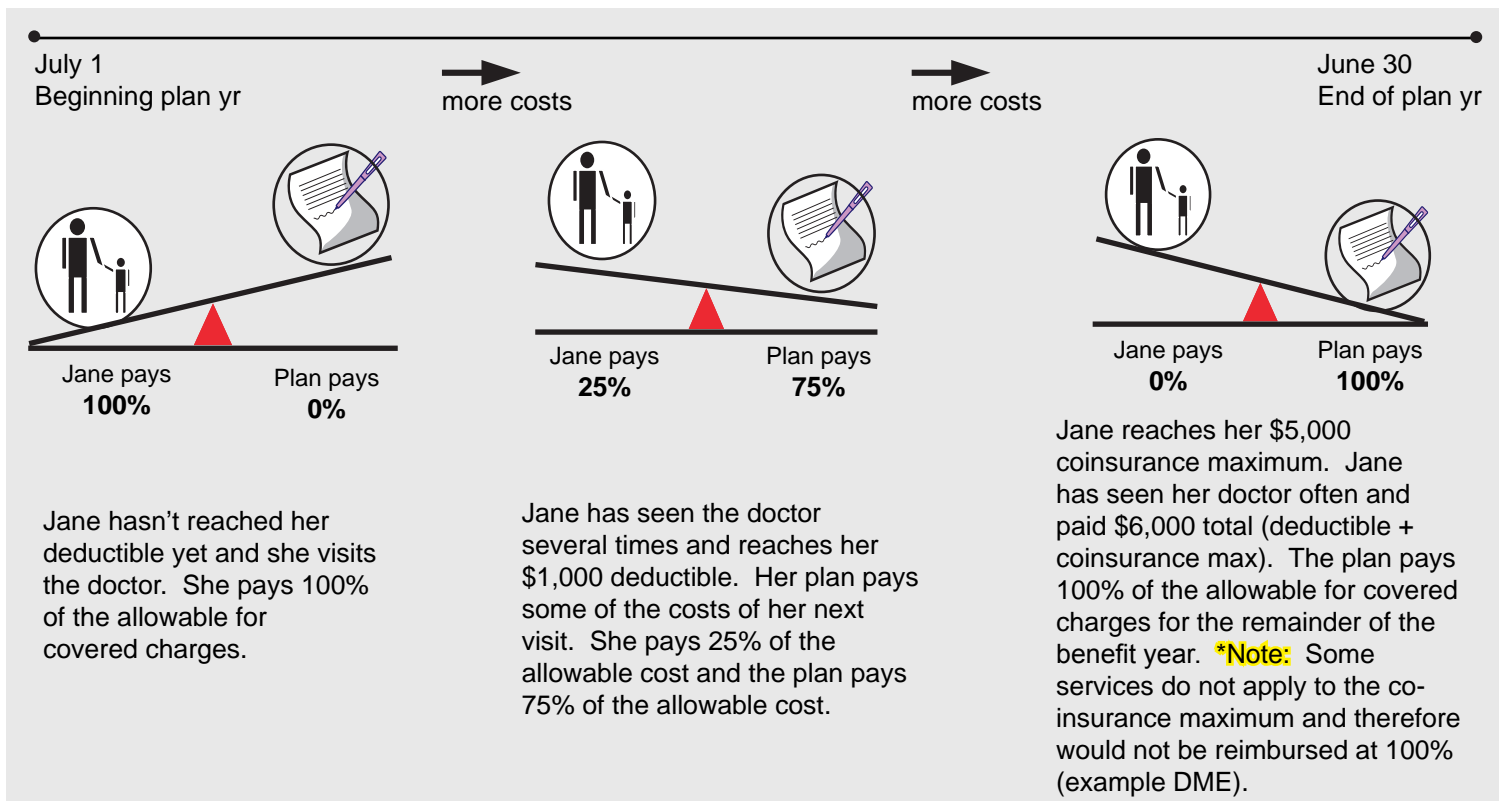 July 1
Beginning plan yr
more costs
more costs
June 30
End of plan yr
Jane pays
100%
Plan pays
0%
Jane hasn't reached her
deductible yet and she visits
the doctor.  She pays 100%
of the allowable for
covered charges.
Jane pays
25%
Plan pays
75%
Jane has seen the doctor
several times and reaches her
$1,000 deductible.  Her plan pays
some of the costs of her next
visit.  She pays 25% of the
allowable cost and the plan pays
75% of the allowable cost.
Jane pays
0%
Plan pays
100%
Jane reaches her $5,000
coinsurance maximum.  Jane
has seen her doctor often and
paid $6,000 total (deductible +
coinsurance max).  The plan pays
100% of the allowable for covered
charges for the remainder of the
benefit year.  *Note:  Some
services do not apply to the co-
insurance maximum and therefore
would not be reimbursed at 100%
(example DME).